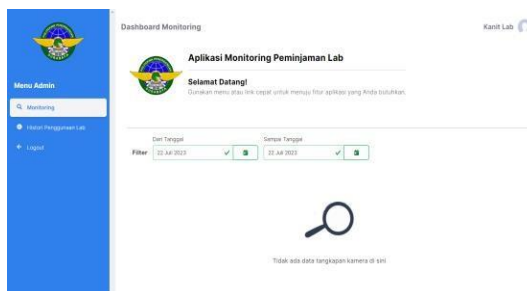 Dashboard Monitoring
Kanit Lab
Aplikasi Monitoring Peminjaman Lab
Selamat Datang!
Gunakan menu atau link cepat untuk menuju fitur aplikasi yang Anda butuhkan.
Menu Admin
Monitoring
Histori Penggunaan Lab
Logout
Dari Tanggal
Sampai Tanggal
Filter
22 Juli 2023
22 Juli 2023
Tidak ada data tangkapan kamera di sini